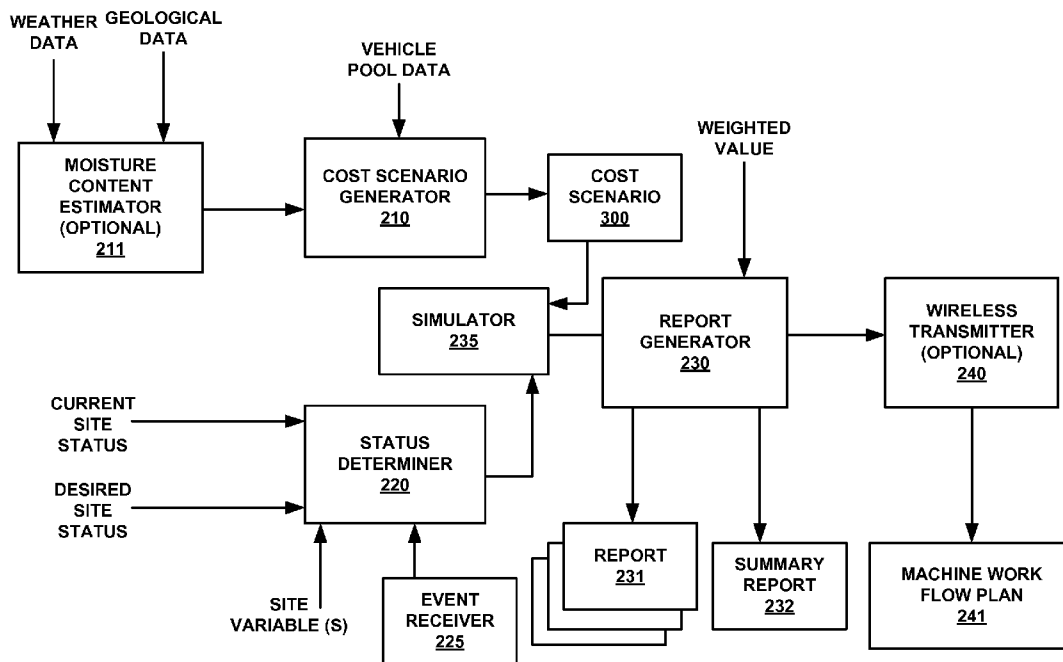 WEATHER
DATA
GEOLOGICAL
DATA
VEHICLE
POOL DATA
WEIGHTED
VALUE
MOISTURE
CONTENT
ESTIMATOR
(OPTIONAL)
211
COST SCENARIO
GENERATOR
210
COST
SCENARIO
300
SIMULATOR
235
REPORT
GENERATOR
230
WIRELESS
TRANSMITTER
(OPTIONAL)
240
CURRENT
SITE
STATUS
DESIRED
SITE
STATUS
STATUS
DETERMINER
220
SITE
VARIABLE (S)
EVENT
RECEIVER
225
REPORT
231
SUMMARY
REPORT
232
MACHINE WORK
FLOW PLAN
241